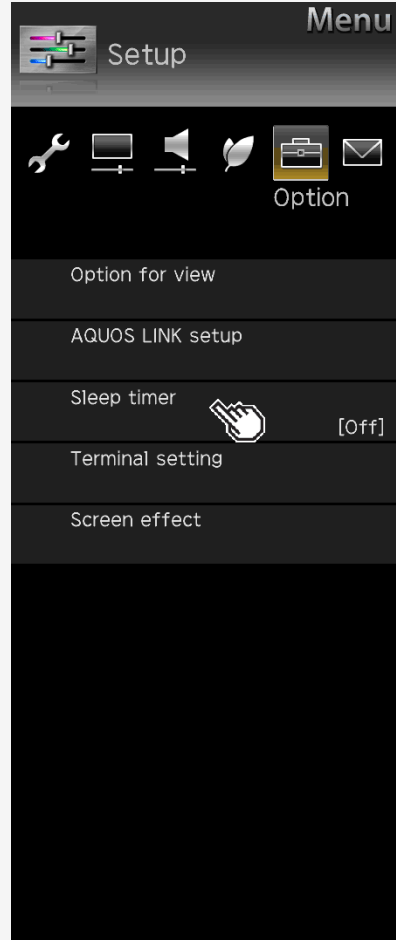 Menu
Setup
Option
Option for view
AQUOS LINK setup
Sleep timer
[Off]
Terminal setting
Screen effect